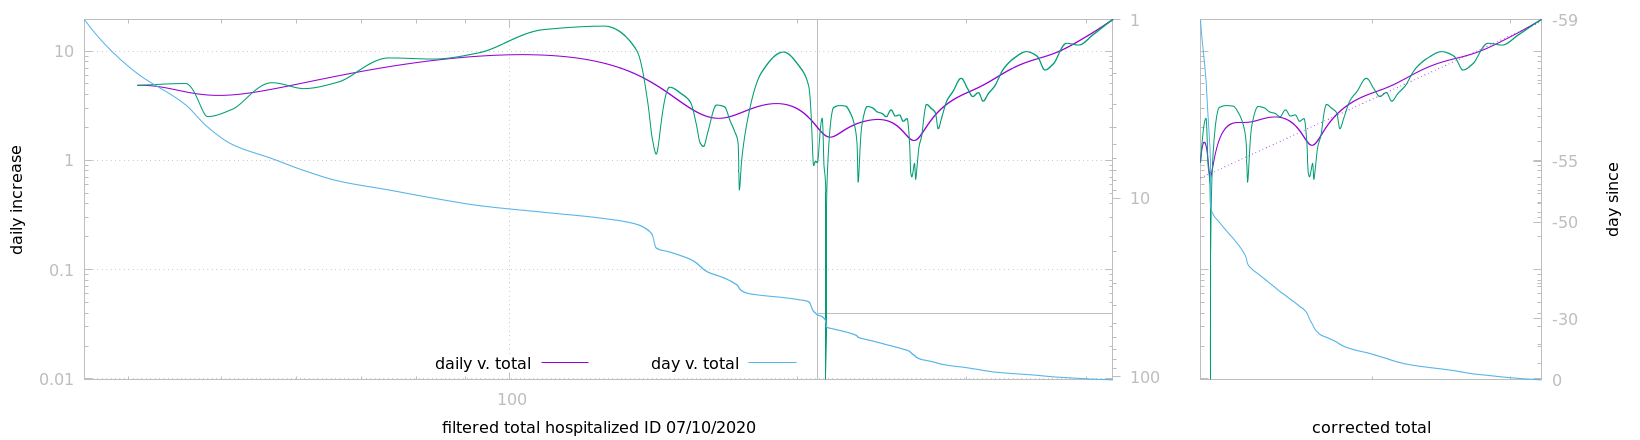 daily increase
10
1
0.1
0.01
100
filtered total hospitalized ID 07/10/2020
daily v. total
day v. total
1
10
100
-59
-55
-50
-30
0
day since
corrected total